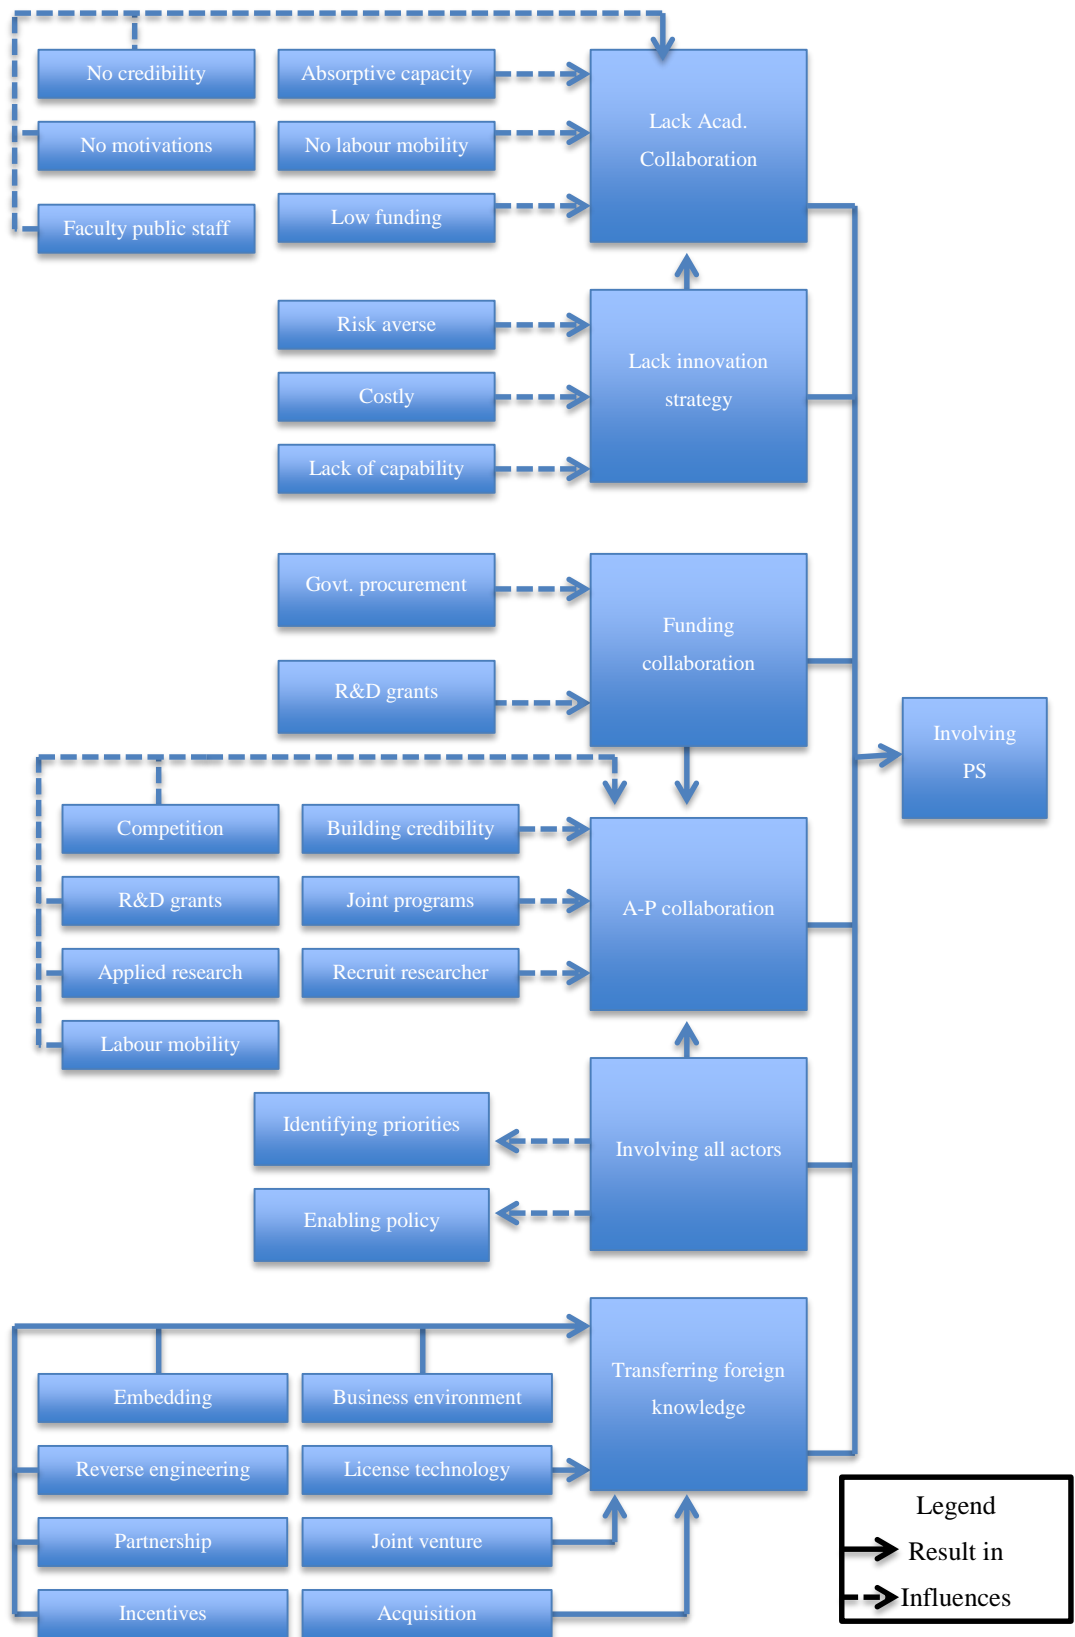 No credibility
Absorptive capacity
Lack Acad.
Collaboration
No motivations
No labour mobility
Faculty public staff
Low funding
Risk averse
Lack innovation
strategy
Costly
Lack of capability
Govt. procurement
Funding
collaboration
R&D grants
Involving
PS
Competition
Building credibility
R&D grants
Joint programs
A-P collaboration
Applied research
Recruit researcher
Labour mobility
Identifying priorities
Involving all actors
Enabling policy
Transferring foreign
knowledge
Embedding
Business environment
Reverse engineering
License technology
Partnership
Joint venture
Incentives
Acquisition
Legend
Result in
Influences